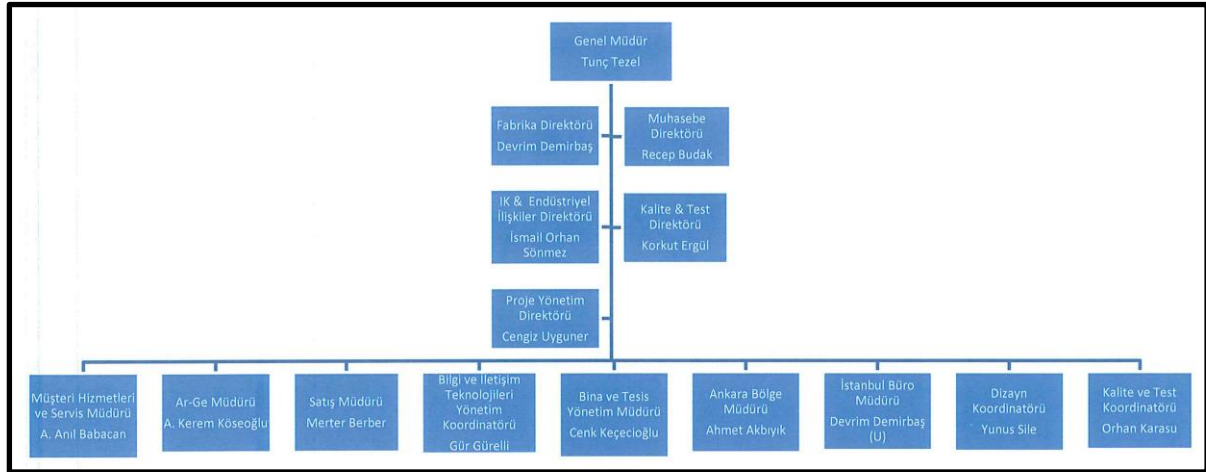 Genel Müdür
Tunç Tezel
Fabrika Direktörü
Devrim Demirbaş
Muhasebe
Direktörü
Recep Budak
IK & Endüstriyel
İlişkiler Direktörü
İsmail Orhan
Sönmez
Kalite & Test
Direktörü
Korkut Ergül
Proje Yönetim
Direktörü
Cengiz Uyguner
Müşteri Hizmetleri
ve Servis Müdürü
A. Anıl Babacan
Ar-Ge Müdürü
A. Kerem Köseoğlu
Satış Müdürü
Merter Berber
Bilgi ve İletişim
Teknolojileri
Yönetim
Koordinatörü
Gür Gürelli
Bina ve Tesis
Yönetim Müdürü
Cenk Keçecioğlu
Ankara Bölge
Müdürü
Ahmet Akbıyık
İstanbul Büro
Müdürü
Devrim Demirbaş
(U)
Dizayn
Koordinatörü
Yunus Sile
Kalite ve Test
Koordinatörü
Orhan Karasu